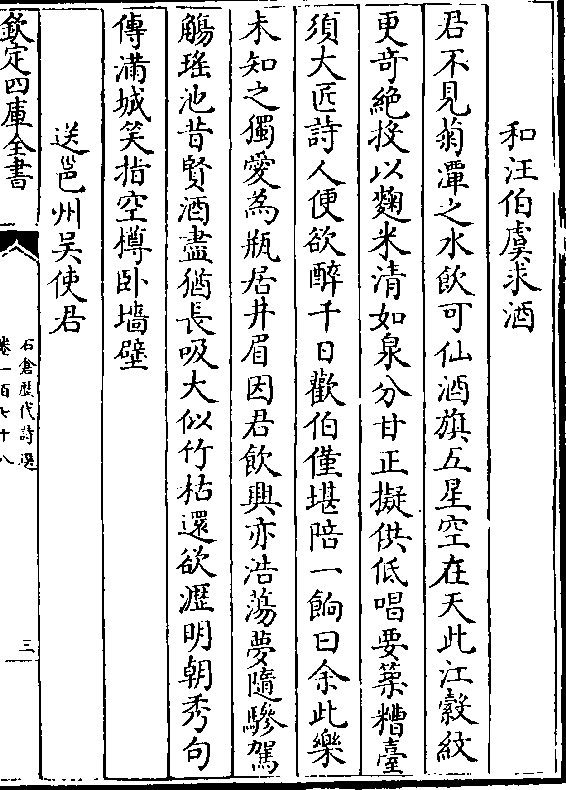 和汪伯虞求酒
君不見菊潭之水飲可仙酒旗五星空在天此江縠紋
更竒絶投以麴米清如泉分甘正擬供低唱要築糟臺
須大匠詩人便欲醉千日歡伯僅堪陪一餉曰余此樂
未知之獨愛為瓶居井眉因君飲興亦浩蕩夢隨驂駕
觴瑤池昔賢酒盡猶長吸大似竹枯還欲瀝明朝秀句
傳滿城笑指空樽卧墻壁
送邕州吴使君
欽定四庫全書
石倉歷代詩選
卷一百七十八
三